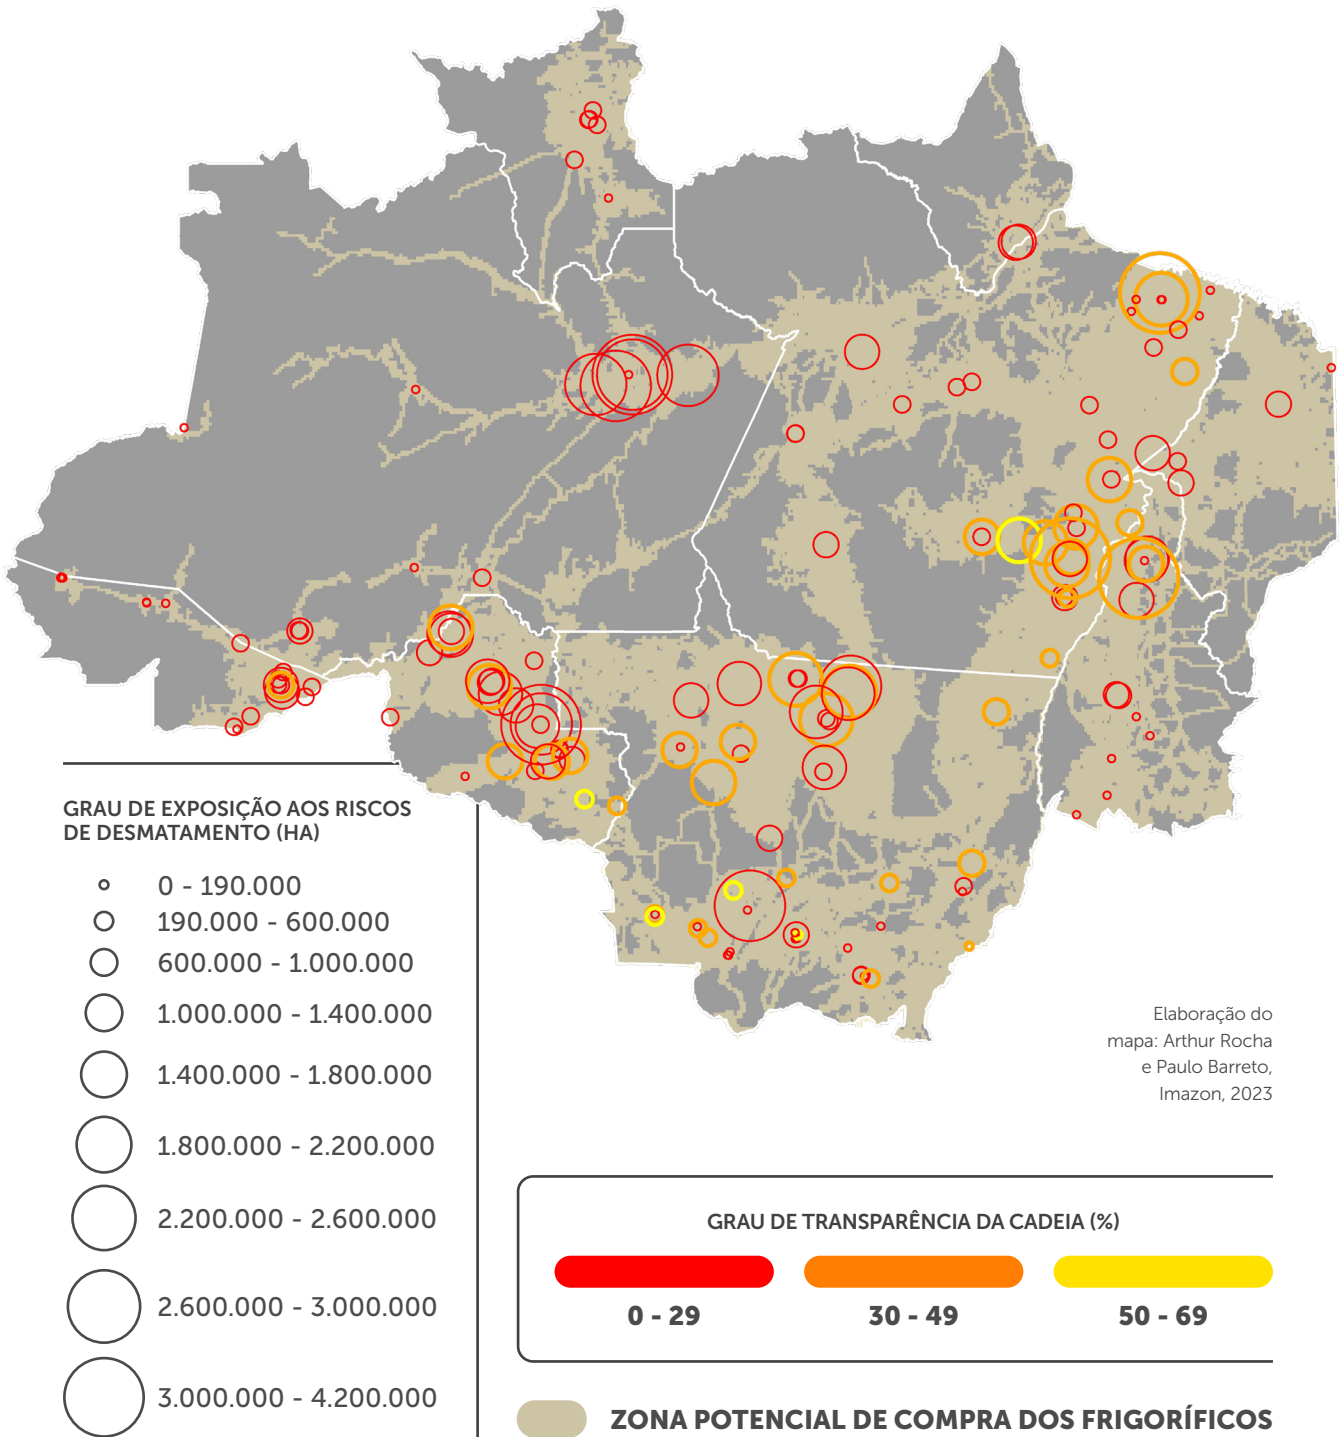 GRAU DE EXPOSIÇÃO AOS RISCOS
DE DESMATAMENTO (HA)
0 - 190.000
190.000 - 600.000
600.000 - 1.000.000
1.000.000 - 1.400.000
1.400.000 - 1.800.000
1.800.000 - 2.200.000
2.200.000 - 2.600.000
2.600.000 - 3.000.000
3.000.000 - 4.200.000
Elaboração do
mapa: Arthur Rocha
e Paulo Barreto,
Imazon, 2023
GRAU DE TRANSPARÊNCIA DA CADEIA (%)
0 - 29
30 - 49
50 - 69
ZONA POTENCIAL DE COMPRA DOS FRIGORÍFICOS